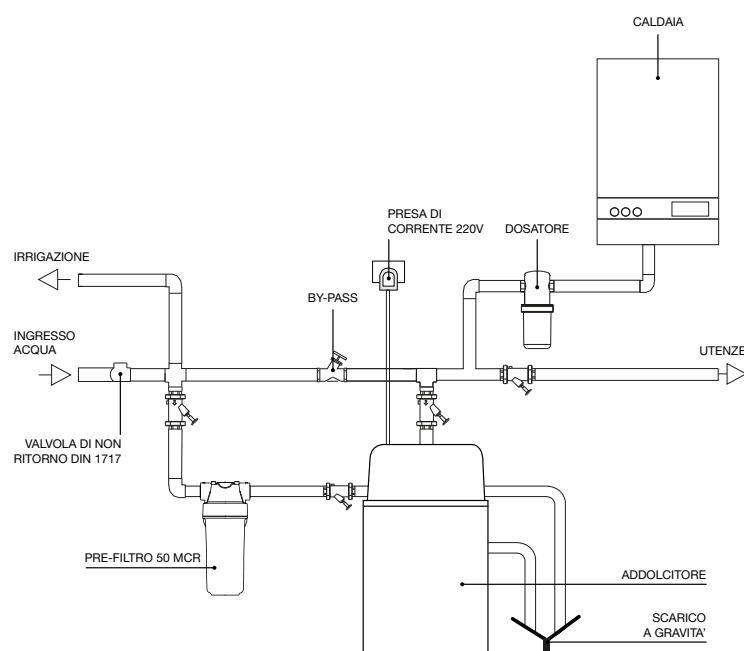 CALDAIA
PRESA DI
CORRENTE 220V
DOSATORE
IRRIGAZIONE
BY-PASS
INGRESSO
ACQUA
UTENZE
VALVOLA DI NON
RITORNO DIN 1717
PRE-FILTRO 50 MCR
ADDOLCITORE
SCARICO
A GRAVITA'